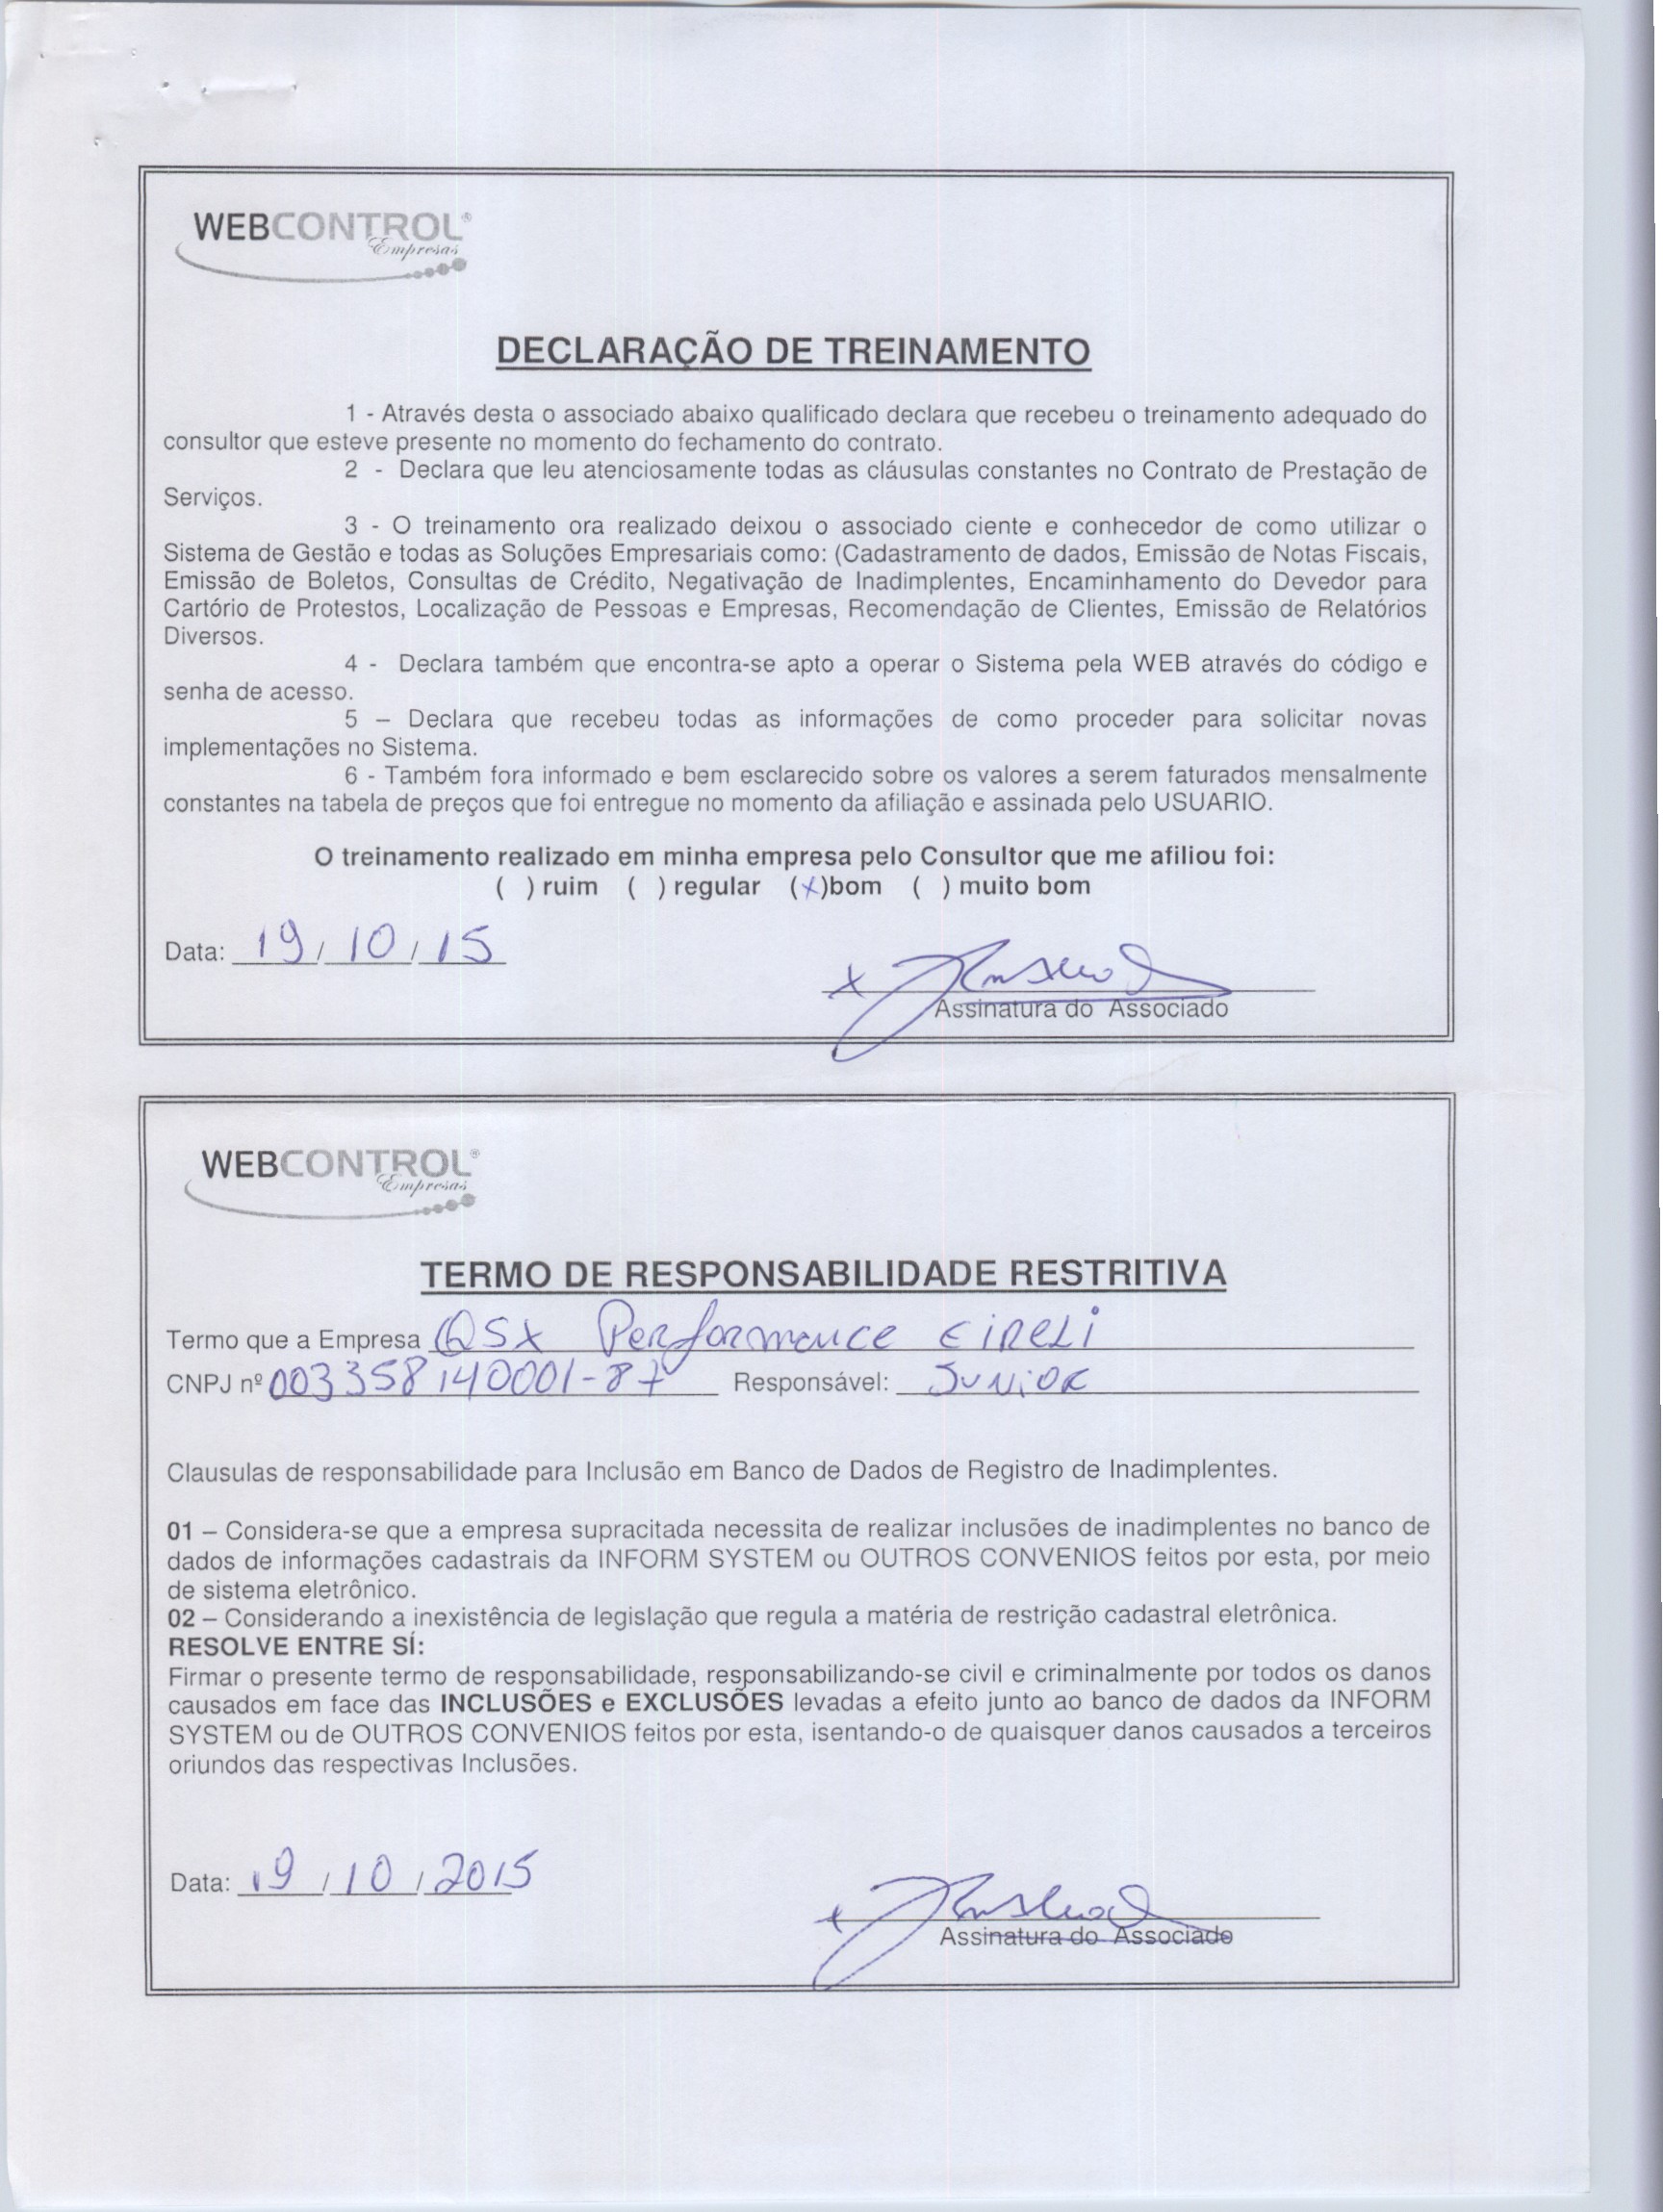 WEBCONTROL®
Empresas
DECLARAÇÃO DE TREINAMENTO
1 - Através desta o associado abaixo qualificado declara que recebeu o treinamento adequado do
consultor que esteve presente no momento do fechamento do contrato.
2 - Declara que leu atenciosamente todas as cláusulas constantes no Contrato de Prestação de
Serviços.
3 - O treinamento ora realizado deixou o associado ciente e conhecedor de como utilizar o
Sistema de Gestão e todas as Soluções Empresariais como: (Cadastramento de dados, Emissão de Notas Fiscais,
Emissão de Boletos, Consultas de Crédito, Negativação de Inadimplentes, Encaminhamento do Devedor para
Cartório de Protestos, Localização de Pessoas e Empresas, Recomendação de Clientes, Emissão de Relatórios
Diversos.
4 - Declara também que encontra-se apto a operar o Sistema pela WEB através do código e
senha de acesso.
5 – Declara que recebeu todas as informações de como proceder para solicitar novas
implementações no Sistema.
6 - Também fora informado e bem esclarecido sobre os valores a serem faturados mensalmente
constantes na tabela de preços que foi entregue no momento da afiliação e assinada pelo USUARIO.
O treinamento realizado em minha empresa pelo Consultor que me afiliou foi:
( ) ruim ( ) regular (x)bom ( ) muito bom
Data: 19/10/15
x
Assinatura do Associado
WEBCONTROL®
Empresas
TERMO DE RESPONSABILIDADE RESTRITIVA
Termo que a Empresa QSX Performance EIRELI
CNPJ nº 003358140001-87 Responsável: Junior
Clausulas de responsabilidade para Inclusão em Banco de Dados de Registro de Inadimplentes.
01 – Considera-se que a empresa supracitada necessita de realizar inclusões de inadimplentes no banco de
dados de informações cadastrais da INFORM SYSTEM ou OUTROS CONVENIOS feitos por esta, por meio
de sistema eletrônico.
02 – Considerando a inexistência de legislação que regula a matéria de restrição cadastral eletrônica.
RESOLVE ENTRE SÍ:
Firmar o presente termo de responsabilidade, responsabilizando-se civil e criminalmente por todos os danos
causados em face das INCLUSÕES e EXCLUSÕES levadas a efeito junto ao banco de dados da INFORM
SYSTEM ou de OUTROS CONVENIOS feitos por esta, isentando-o de quaisquer danos causados a terceiros
oriundos das respectivas Inclusões.
Data: 19/10/2015
x
Assinatura do Associado